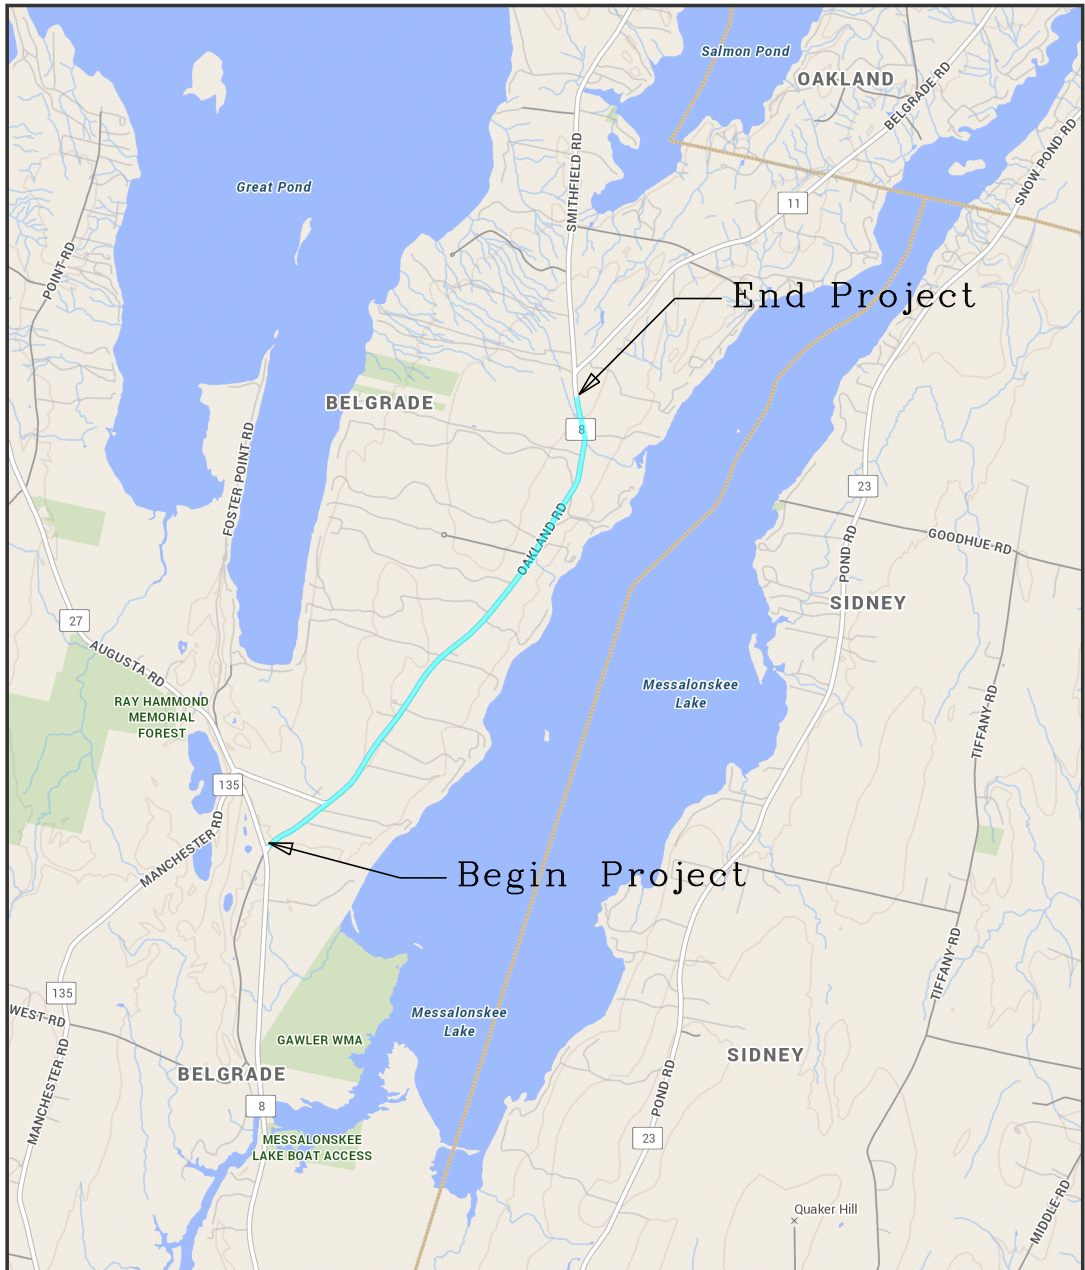 Salmon Pond
OAKLAND
BELGRADE RD
SNOW POND RD
SMITHFIELD RD
Great Pond
11
POINT RD
End Project
BELGRADE
8
FOSTER POINT RD
23
OAKLAND RD
GOODHUE RD
POND RD
SIDNEY
27
AUGUSTA RD
Messalonskee
Lake
RAY HAMMOND
MEMORIAL
FOREST
TIFFANY RD
135
MANCHESTER RD
Begin Project
TIFFANY RD
135
WEST RD
Messalonskee
Lake
GAWLER WMA
SIDNEY
BELGRADE
MANCHESTER RD
POND RD
8
23
MESSALONSKEE
LAKE BOAT ACCESS
Quaker Hill
MIDDLE RD